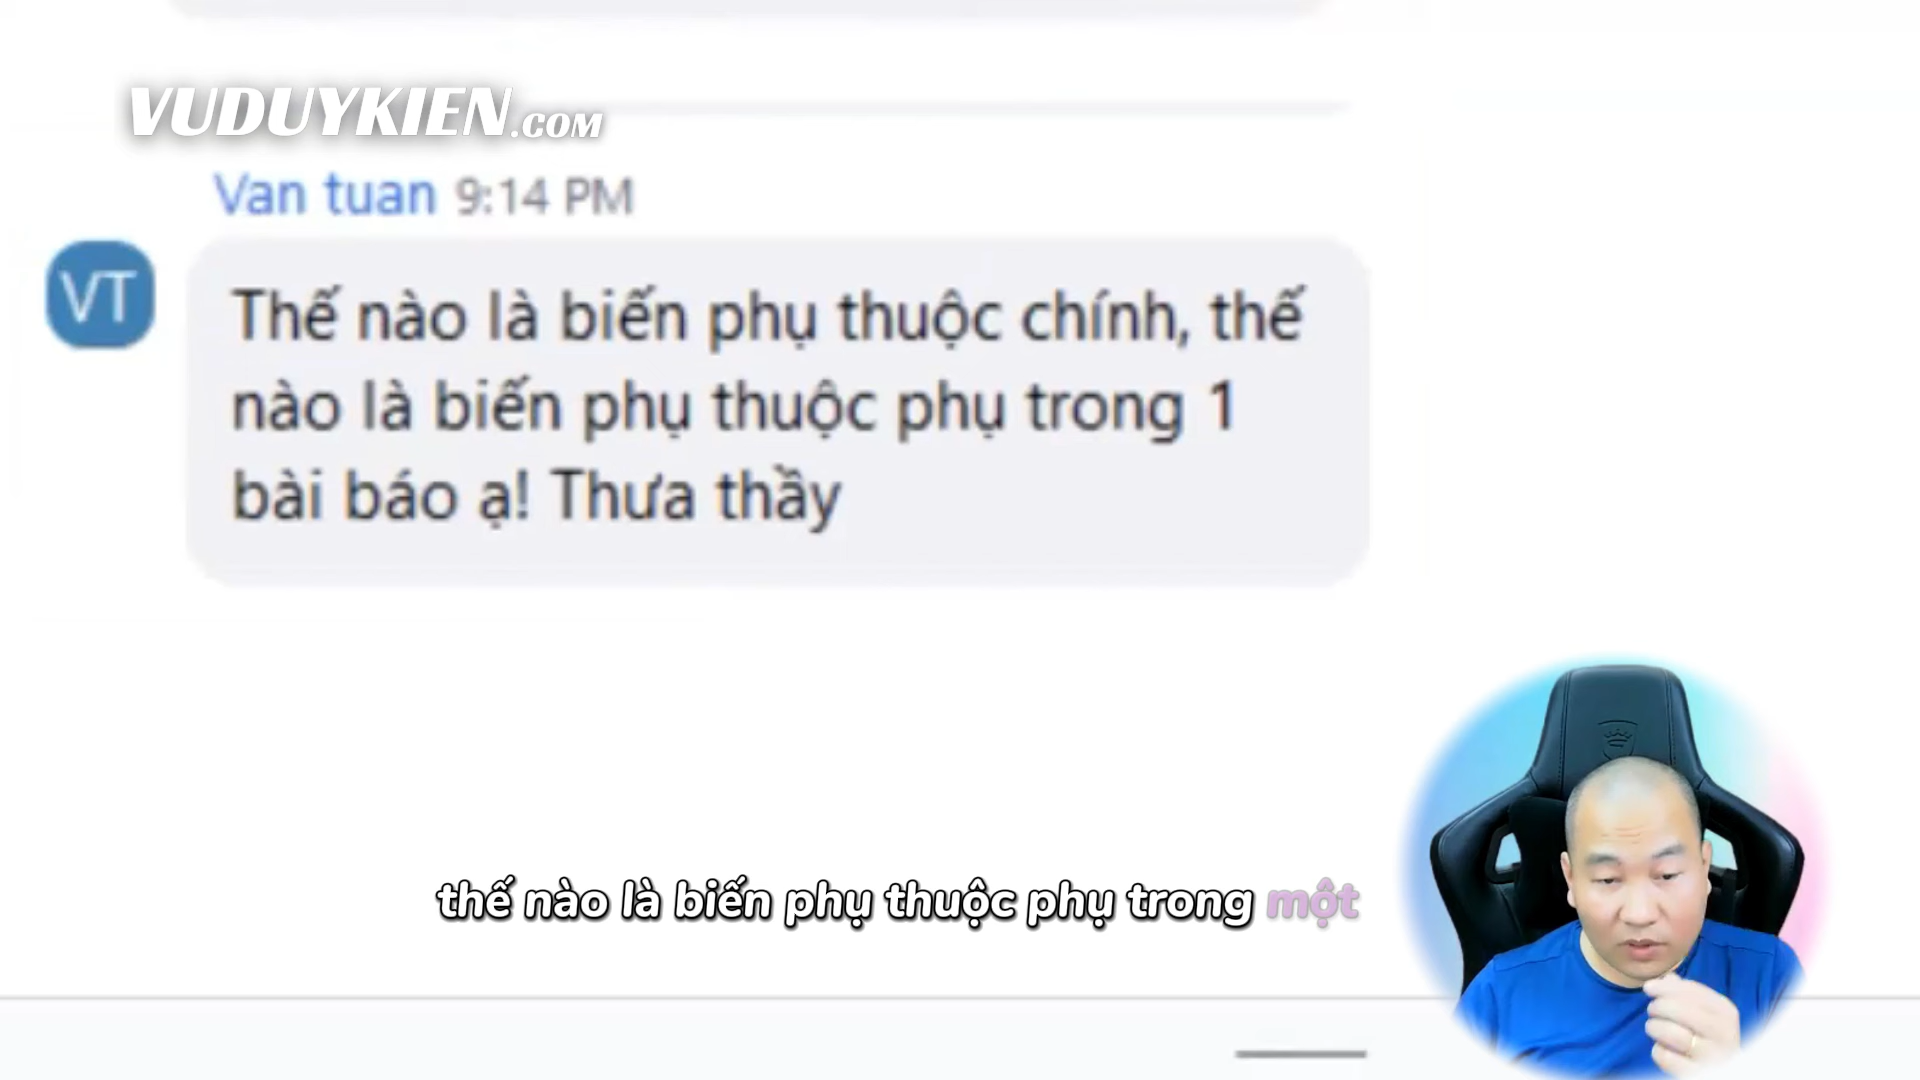 VUDUYKIEN.COM
Van tuan 9:14 PM
VT
Thế nào là biến phụ thuộc chính, thế
nào là biến phụ thuộc phụ trong 1
bài báo ạ! Thưa thầy
thế nào là biến phụ thuộc phụ trong một